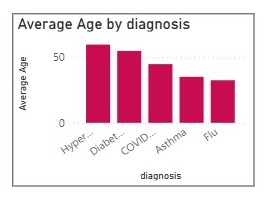 Average Age by diagnosis
Average Age
50
0
Hyper...
Diabet...
COVID...
Asthma
Flu
diagnosis